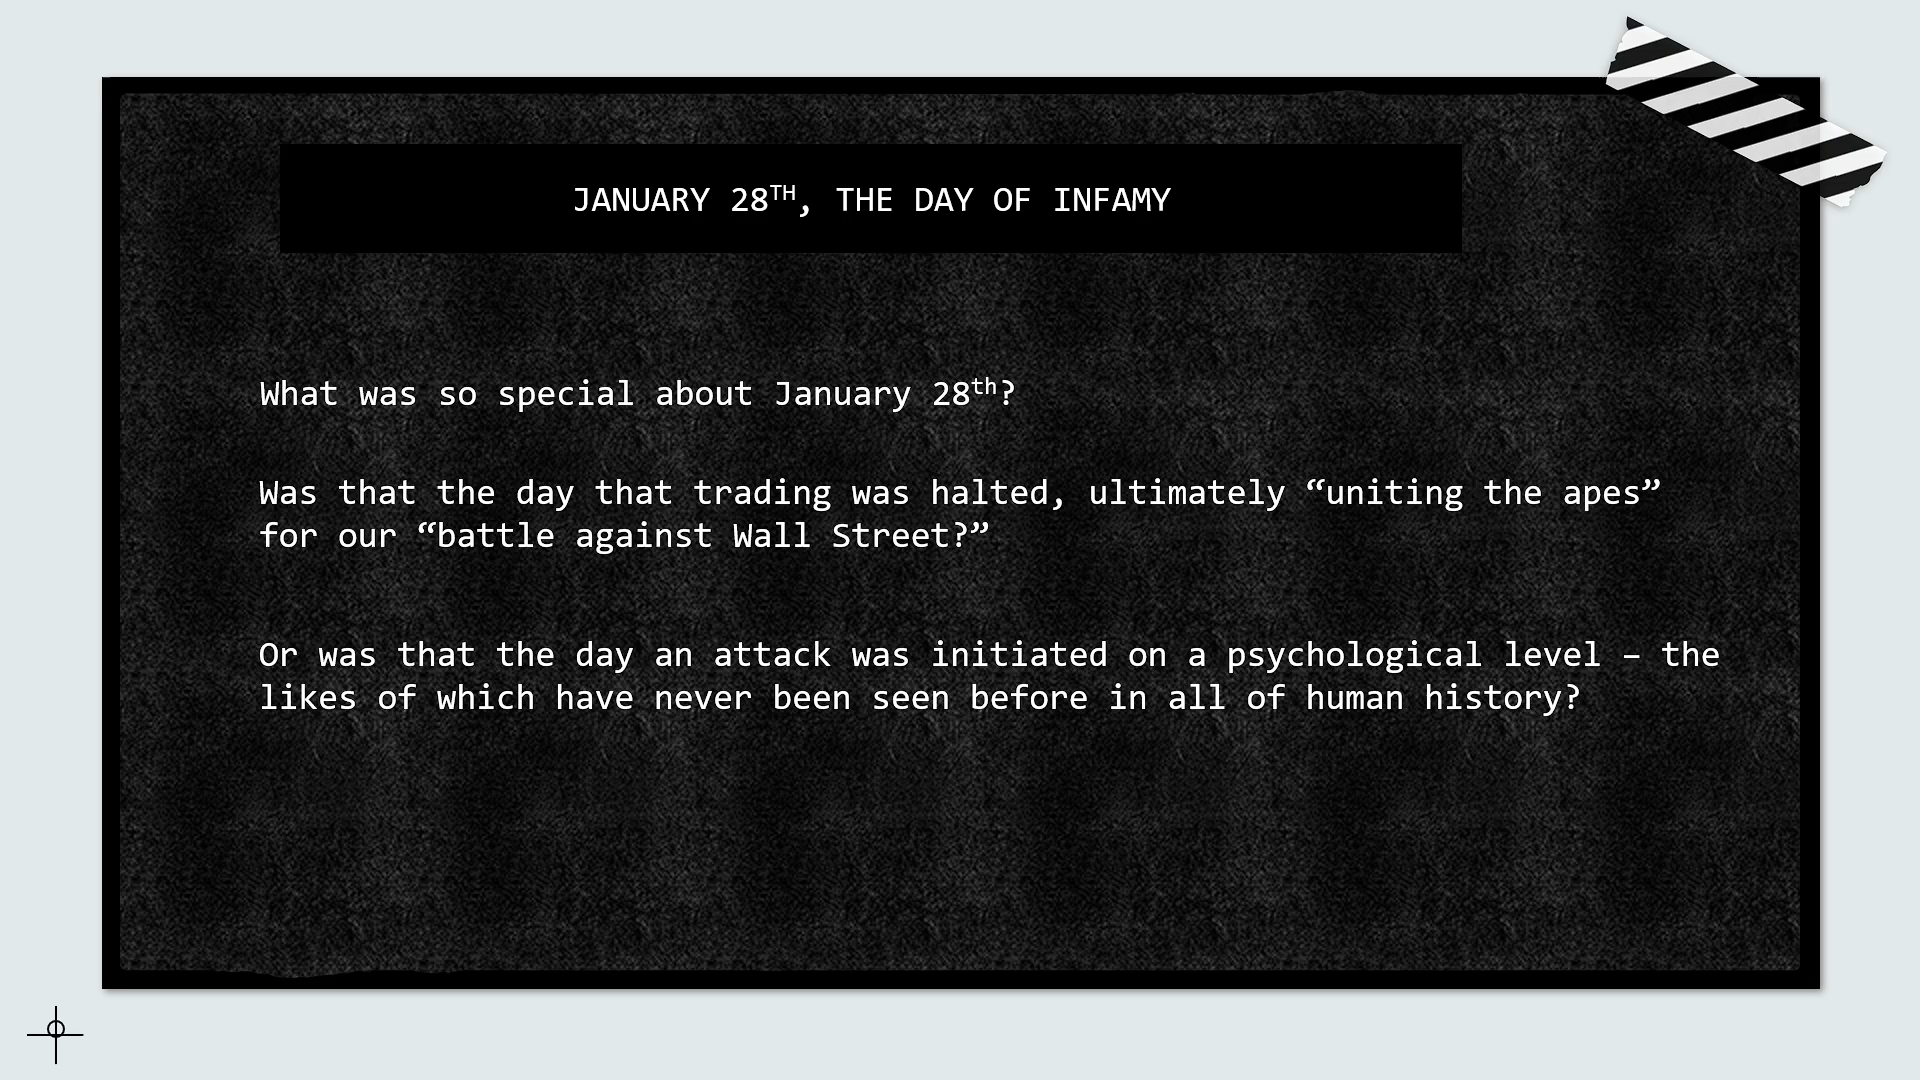 JANUARY 28TH, THE DAY OF INFAMY
What was so special about January 28th?
Was that the day that trading was halted, ultimately “uniting the apes”
for our “battle against Wall Street?”
Or was that the day an attack was initiated on a psychological level – the
likes of which have never been seen before in all of human history?